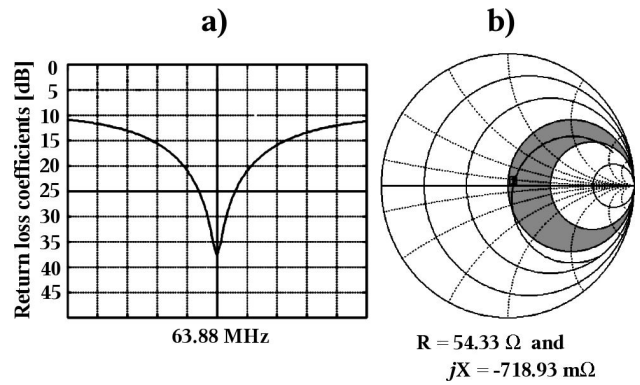 a)
b)
Return loss coefficients [dB]
0
5
10
15
20
25
30
35
40
45
63.88 MHz
R = 54.33 Ω and
jX = -718.93 mΩ